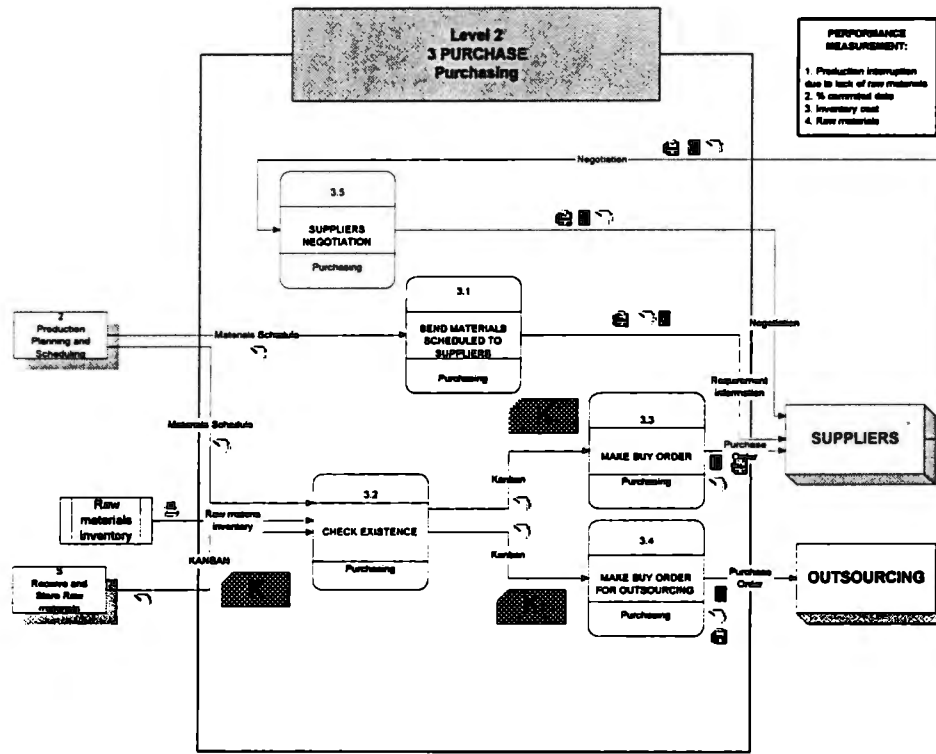 Level 2
3 PURCHASE
Purchasing
PERFORMANCE
MEASUREMENT:
1. Production interruption
due to lack of raw materials
2. % commited date
3. Inventory cost
4. Raw materials
Negotiation
3.5
SUPPLIERS
NEGOTIATION
Purchasing
3.1
SEND MATERIALS
SCHEDULED TO
SUPPLIERS
Purchasing
2
Production
Planning and
Scheduling
Materials Schedule
Negotiation
Requirement
information
Materials Schedule
3.3
MAKE BUY ORDER
Purchasing
Purchase
Order
SUPPLIERS
Kanban
3.2
CHECK EXISTENCE
Purchasing
Raw
materials
Inventory
Raw materia
inventory
Kanban
KANBAN
5
Receive and
Store Raw
materials
3.4
MAKE BUY ORDER
FOR OUTSOURCING
Purchasing
Purchase
Order
OUTSOURCING